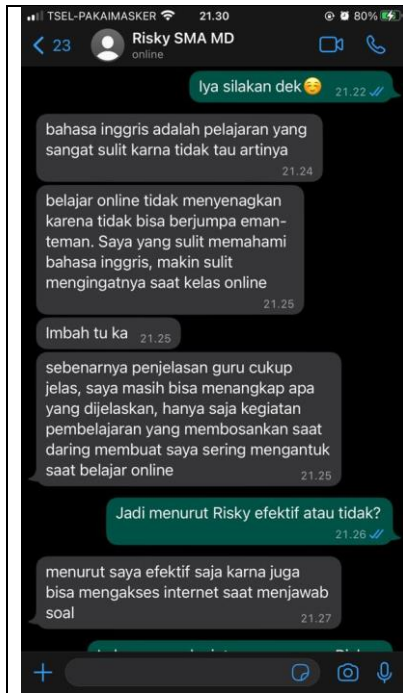 TSEL-PAKAIMASKER 21.30 80%
23 Risky SMA MD
online
Iya silakan dek☺️ 21.22
bahasa inggris adalah pelajaran yang
sangat sulit karna tidak tau artinya
21.24
belajar online tidak menyenagkan
karena tidak bisa berjumpa eman-
teman. Saya yang sulit memahami
bahasa inggris, makin sulit
mengingatnya saat kelas online
21.25
Imbah tu ka 21.25
sebenarnya penjelasan guru cukup
jelas, saya masih bisa menangkap apa
yang dijelaskan, hanya saja kegiatan
pembelajaran yang membosankan saat
daring membuat saya sering mengantuk
saat belajar online 21.25
Jadi menurut Risky efektif atau tidak?
21.26
menurut saya efektif saja karna juga
bisa mengakses internet saat menjawab
soal 21.27